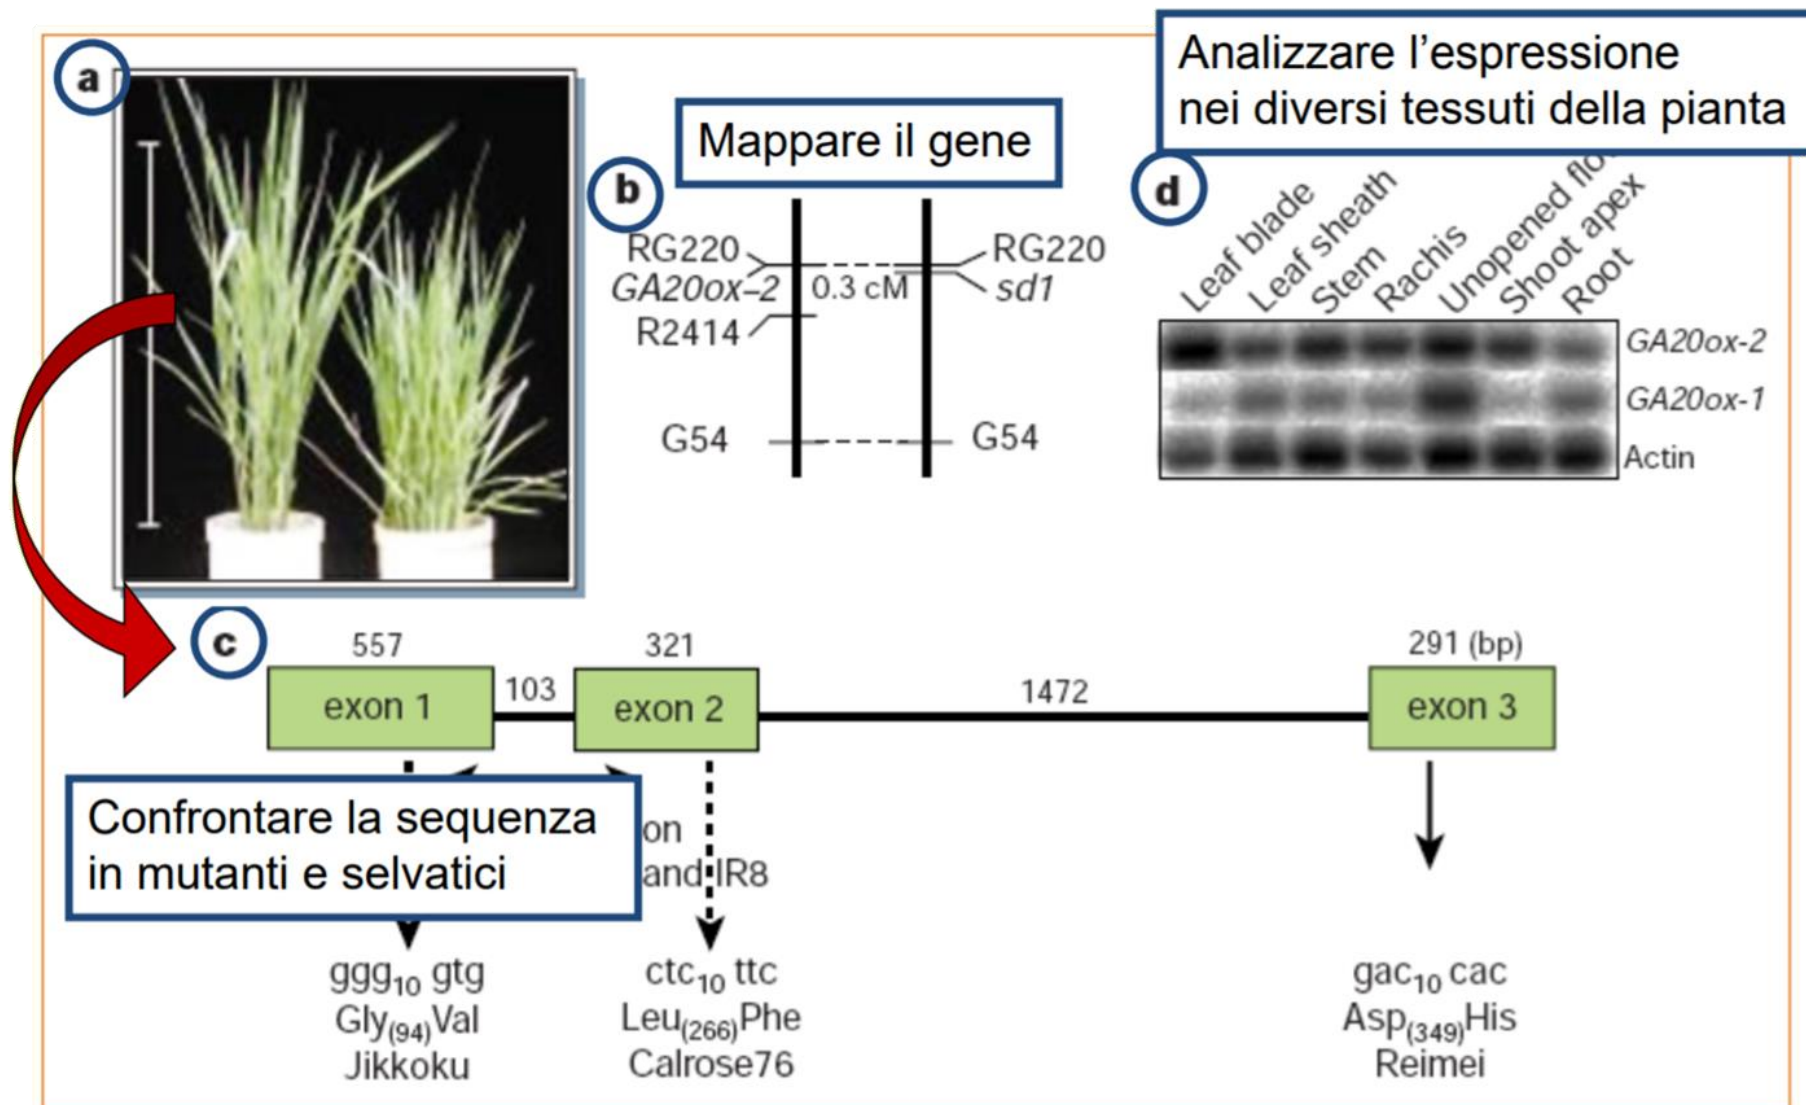 a
Analizzare l’espressione
nei diversi tessuti della pianta
Mappare il gene
b
RG220
GA20ox–2
R2414
G54
0.3 cM
RG220
sd1
G54
d
Leaf blade
Leaf sheath
Stem
Rachis
Unopened
Shoot apex
Root
GA20ox-2
GA20ox-1
Actin
c
557
321
291 (bp)
exon 1
103
exon 2
1472
exon 3
Confrontare la sequenza
in mutanti e selvatici
on
and IR8
ggg10 gtg
Gly(94)Val
Jikkoku
ctc10 ttc
Leu(266)Phe
Calrose76
gac10 cac
Asp(349)His
Reimei